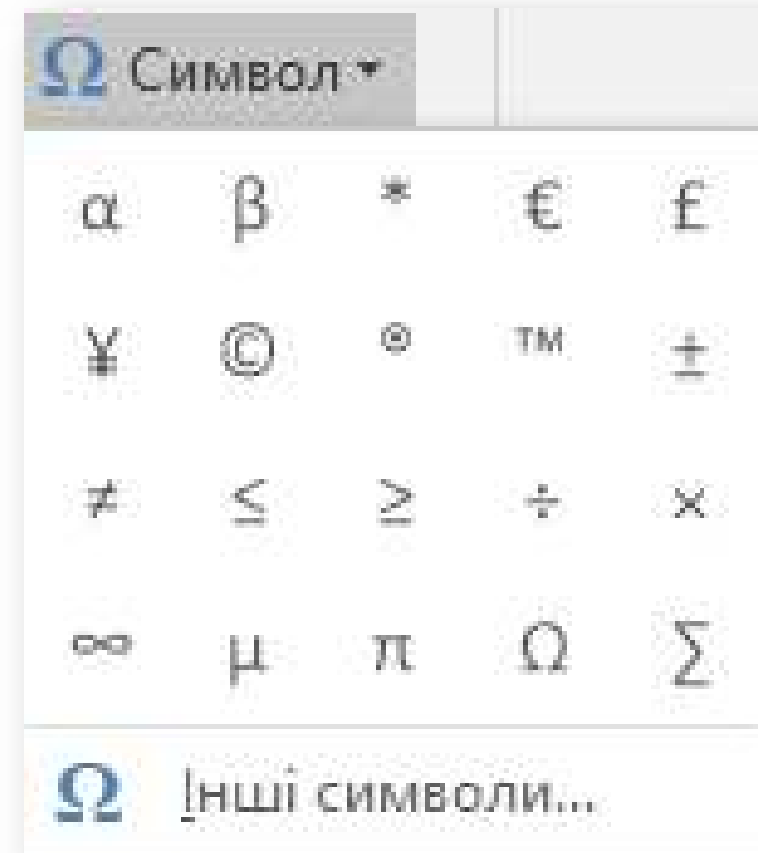 Ω Символ
α β * € £
¥ © ® ™ ±
≠ ≤ ≥ ÷ ×
∞ µ π Ω ∑
Ω Інші символи...